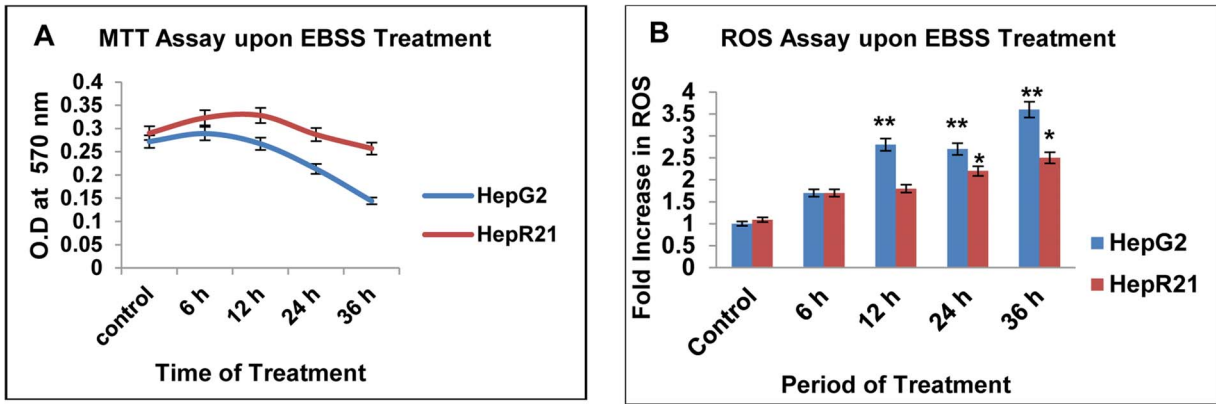 A MTT Assay upon EBSS Treatment
O.D at 570 nm
0.4
0.35
0.3
0.25
0.2
0.15
0.1
0.05
0
HepG2
HepR21
control 6 h 12 h 24 h 36 h
Time of Treatment
B ROS Assay upon EBSS Treatment
Fold Increase in ROS
4
3.5
3
2.5
2
1.5
1
0.5
0
** ** * ** *
HepG2
HepR21
Control 6 h 12 h 24 h 36 h
Period of Treatment